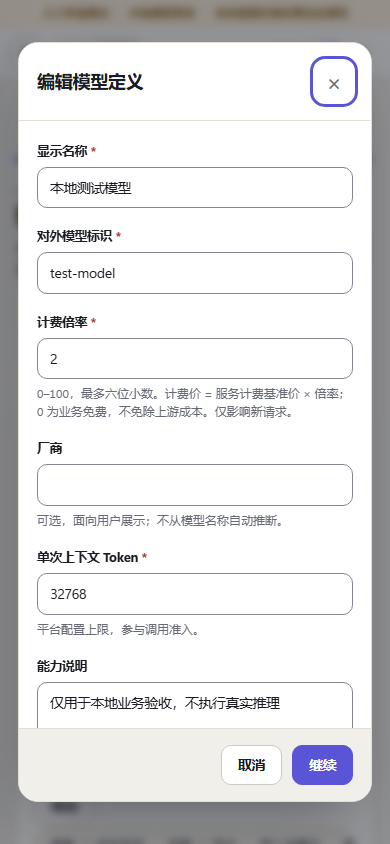 编辑模型定义
×
显示名称 *
本地测试模型
对外模型标识 *
test-model
计费倍率 *
2
0–100，最多六位小数。计费价 = 服务计费基准价 × 倍率；
0 为业务免费，不免除上游成本。仅影响新请求。
厂商
可选，面向用户展示；不从模型名称自动推断。
单次上下文 Token *
32768
平台配置上限，参与调用准入。
能力说明
仅用于本地业务验收，不执行真实推理
取消
继续